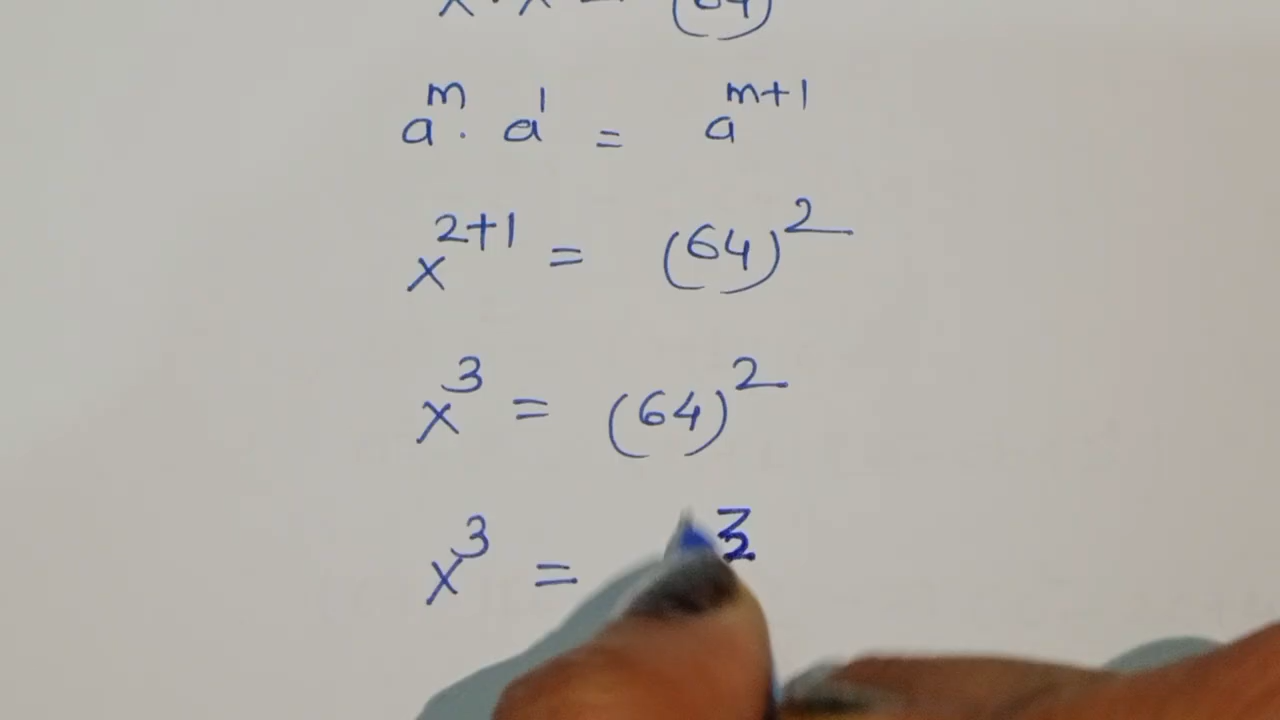 a^m . a^1 = a^{m+1}
x^{2+1} = (64)^2
x^3 = (64)^2
x^3 =